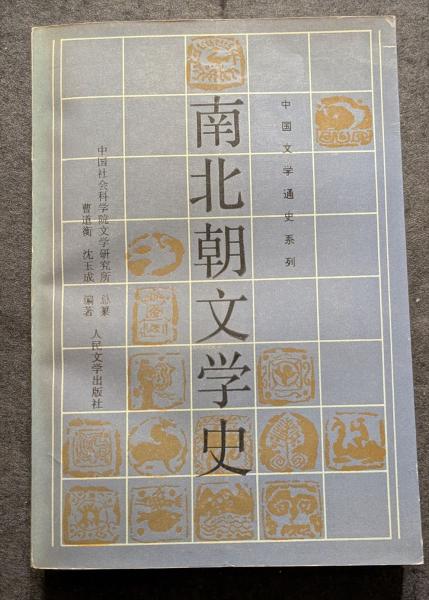 中国文学通史系列
南北朝文学史
中国社会科学院文学研究所 总纂
曹道衡 沈玉成 编著
人民文学出版社